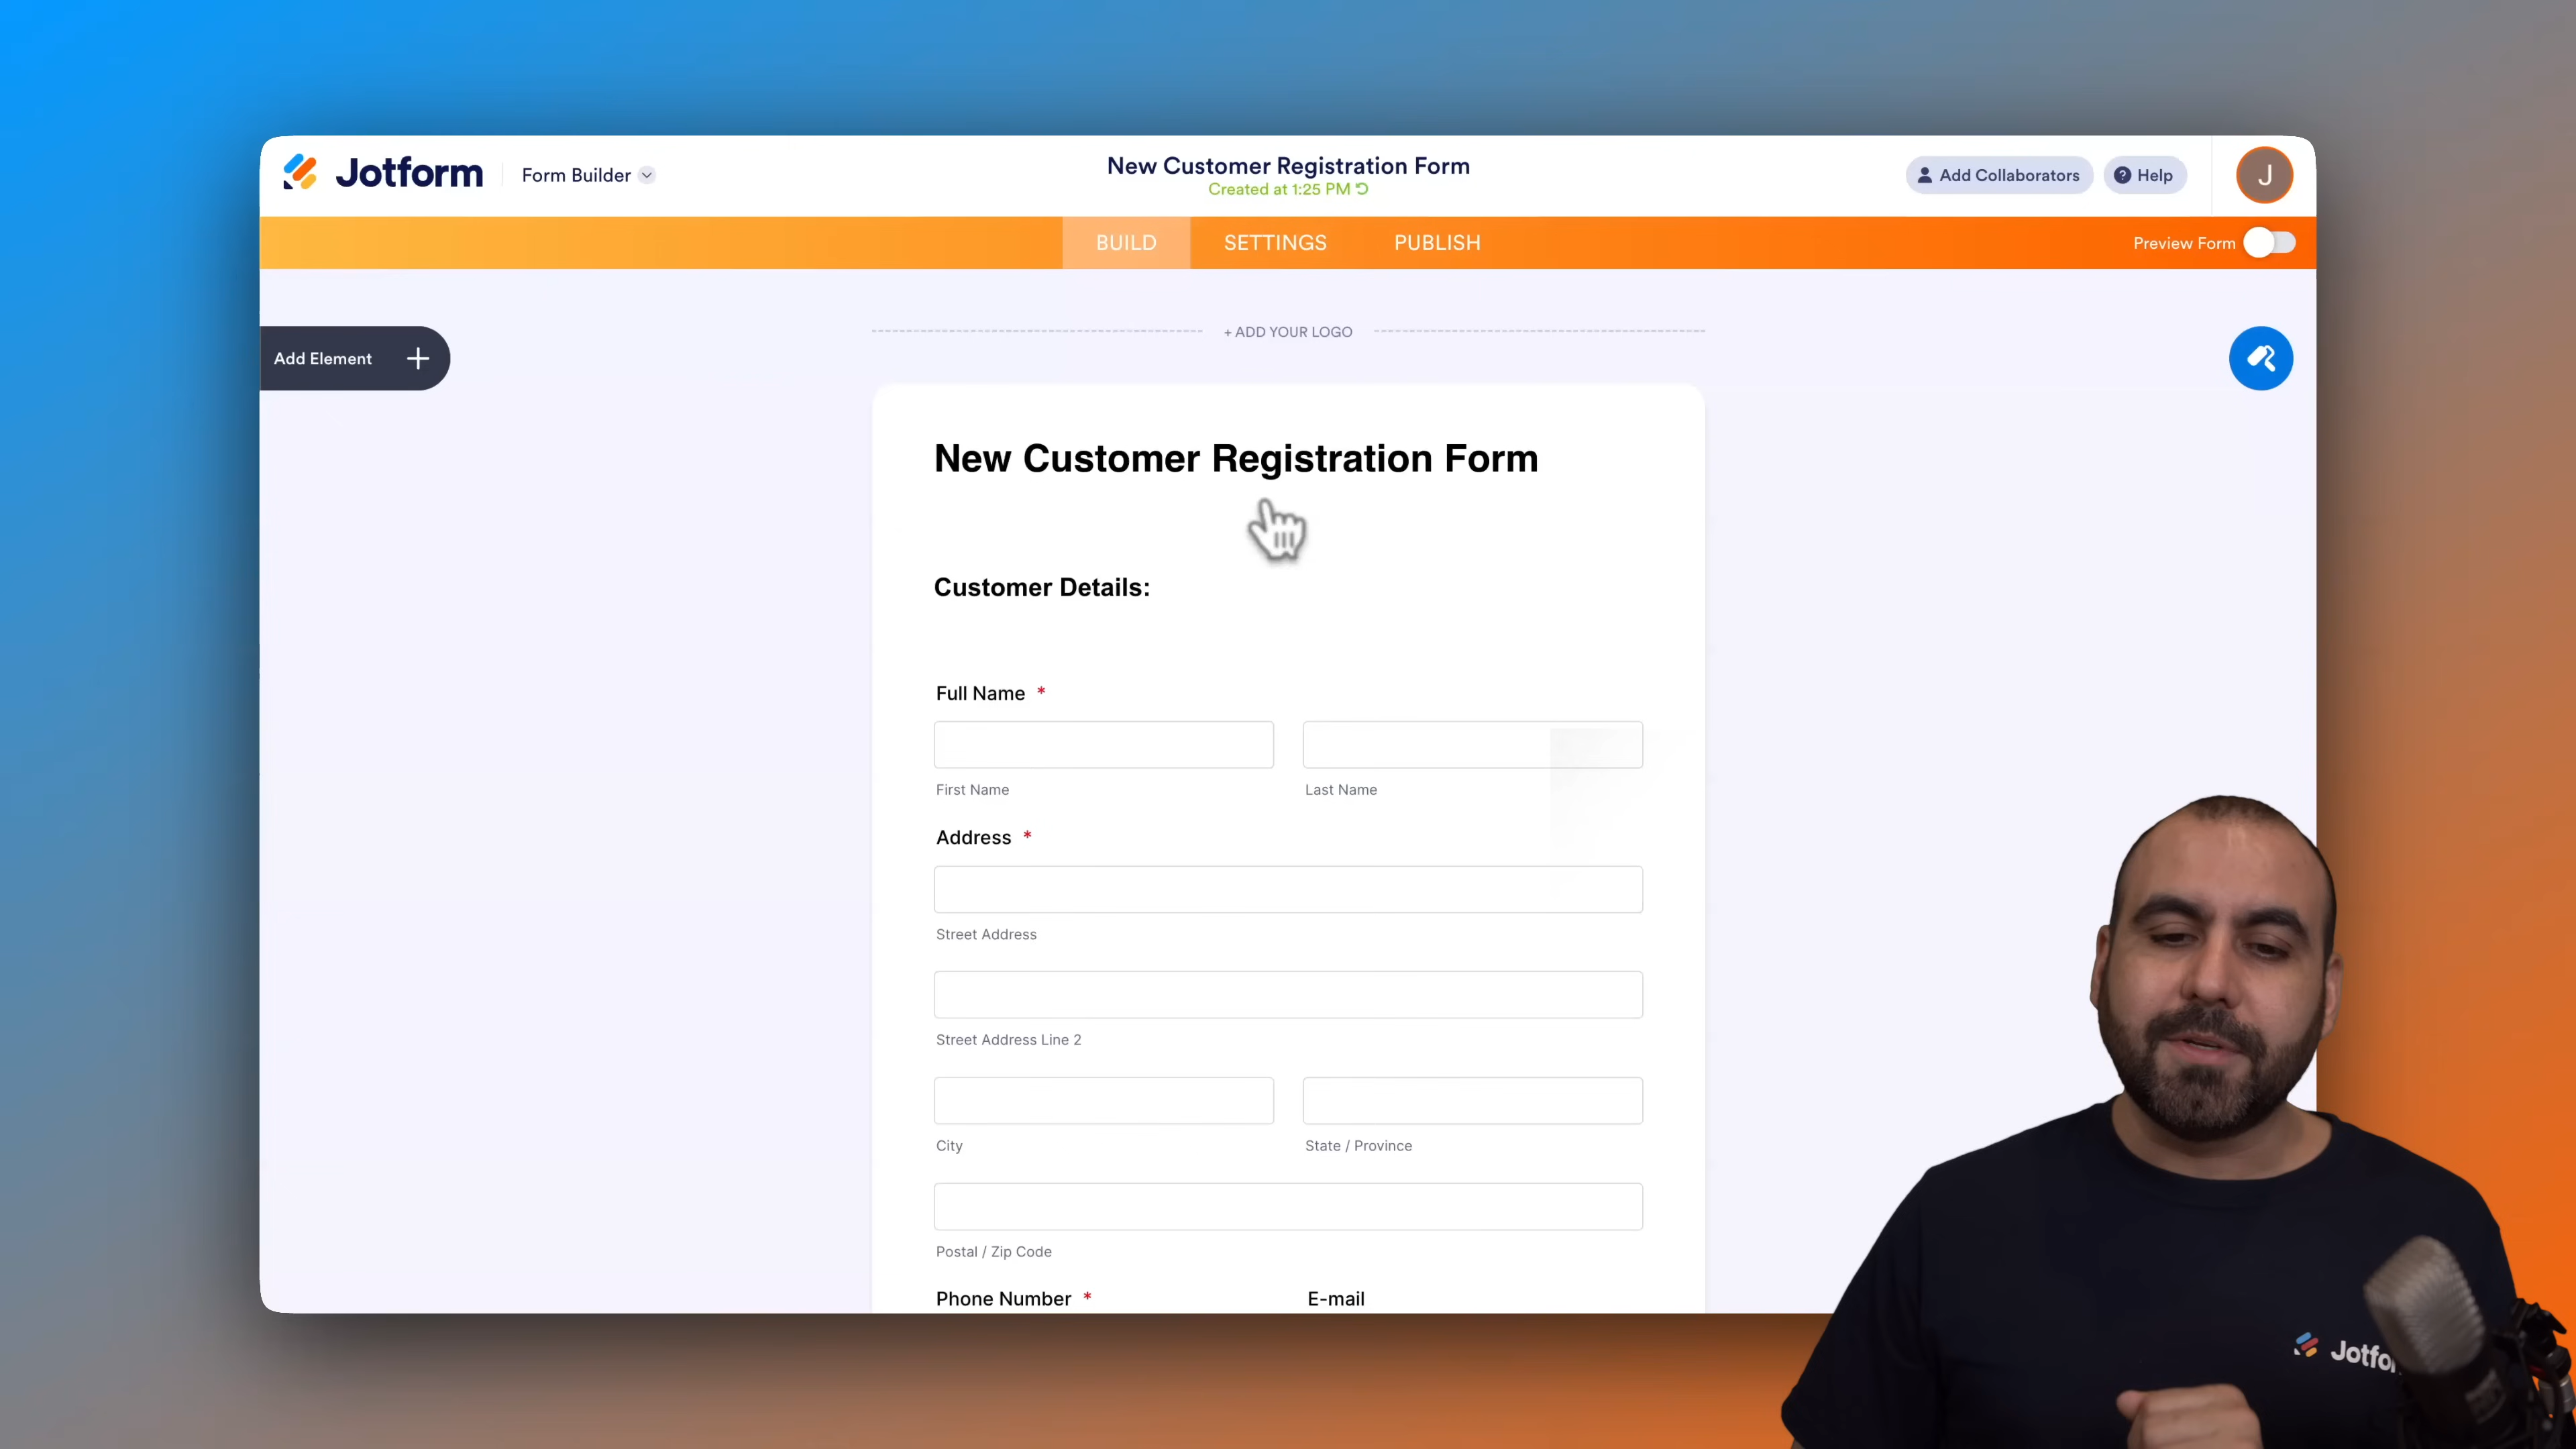 Jotform
Form Builder
New Customer Registration Form
Created at 1:25 PM
Add Collaborators
Help
J
BUILD
SETTINGS
PUBLISH
Preview Form
+ ADD YOUR LOGO
Add Element
New Customer Registration Form
Customer Details:
Full Name *
First Name
Last Name
Address *
Street Address
Street Address Line 2
City
State / Province
Postal / Zip Code
Phone Number *
E-mail
Jotfo